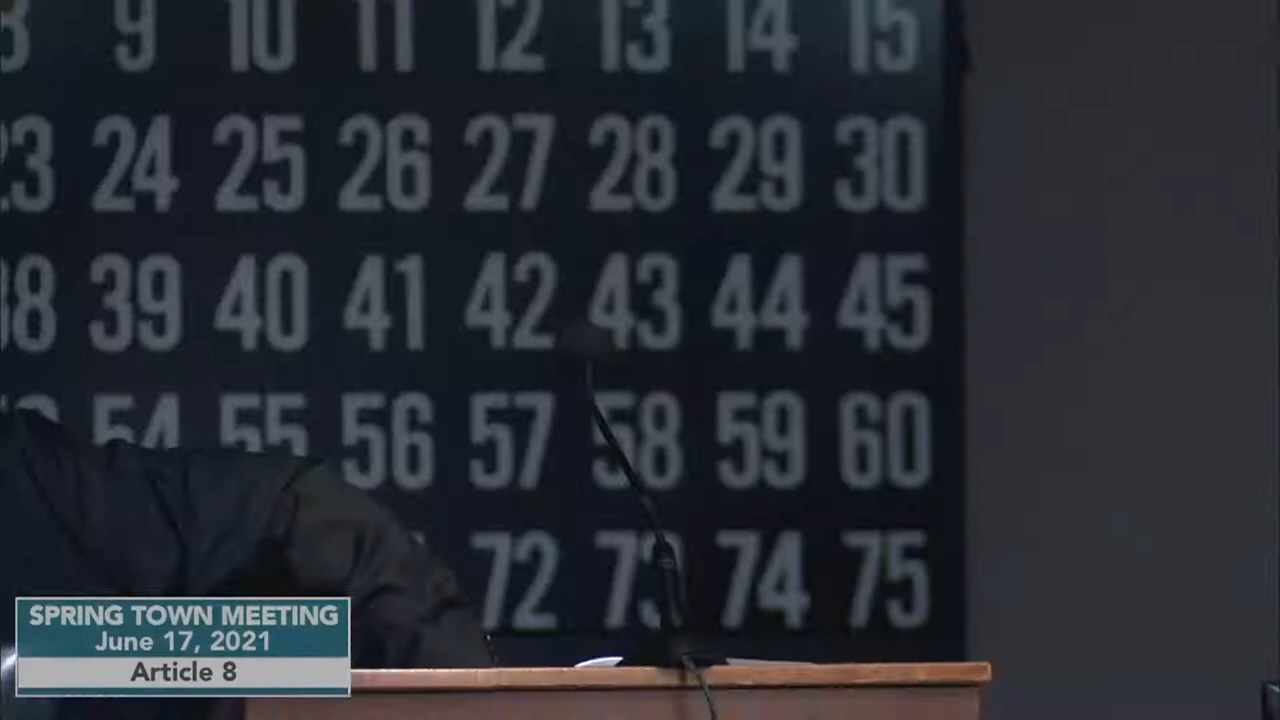 9 10 11 12 13 14 15
24 25 26 27 28 29 30
39 40 41 42 43 44 45
54 55 56 57 58 59 60
72 73 74 75
SPRING TOWN MEETING
June 17, 2021
Article 8